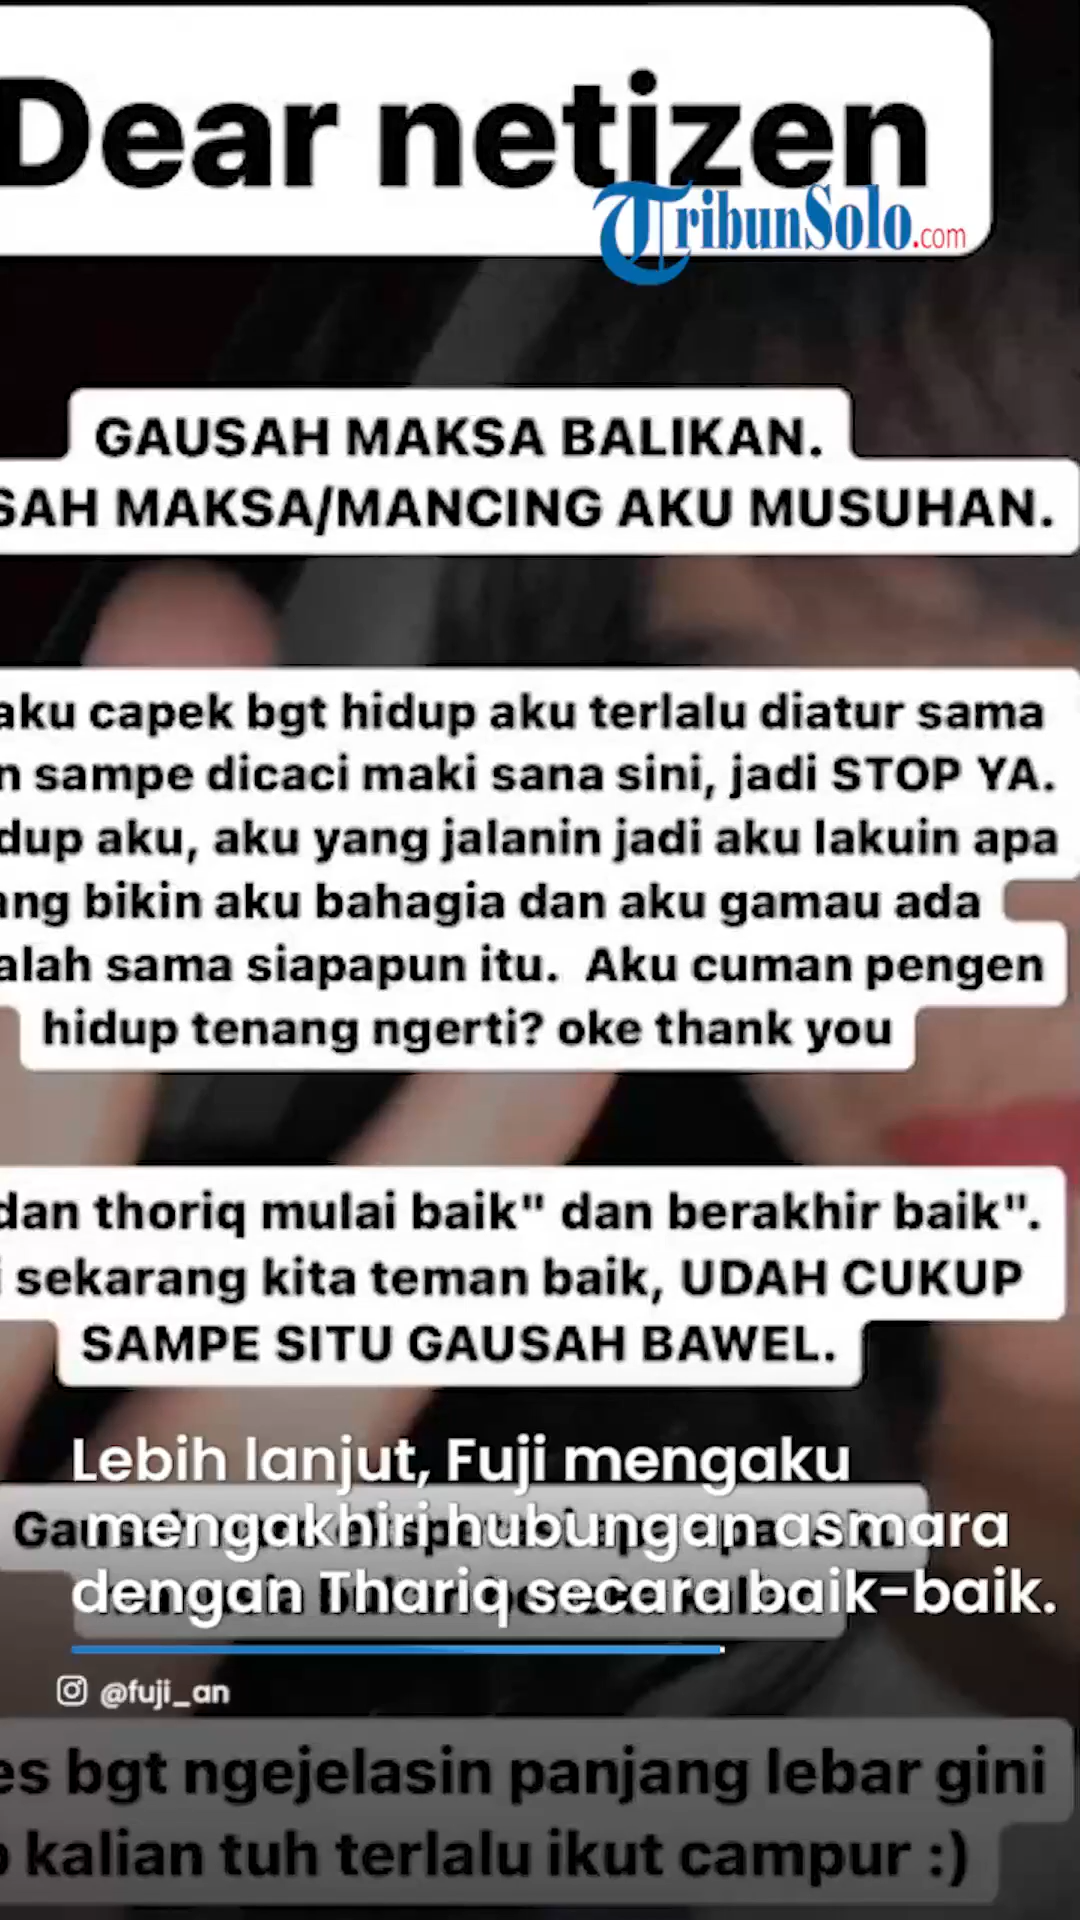 Dear netizen
TribunSolo.com
GAUSAH MAKSA BALIKAN.
SAH MAKSA/MANCING AKU MUSUHAN.
aku capek bgt hidup aku terlalu diatur sama
n sampe dicaci maki sana sini, jadi STOP YA.
dup aku, aku yang jalanin jadi aku lakuin apa
ang bikin aku bahagia dan aku gamau ada
alah sama siapapun itu. Aku cuman pengen
hidup tenang ngerti? oke thank you
dan thoriq mulai baik" dan berakhir baik".
i sekarang kita teman baik, UDAH CUKUP
SAMPE SITU GAUSAH BAWEL.
Lebih lanjut, Fuji mengaku
mengakhiri hubungan asmara
dengan Thariq secara baik-baik.
@fuji_an
es bgt ngejelasin panjang lebar gini
kalian tuh terlalu ikut campur :)